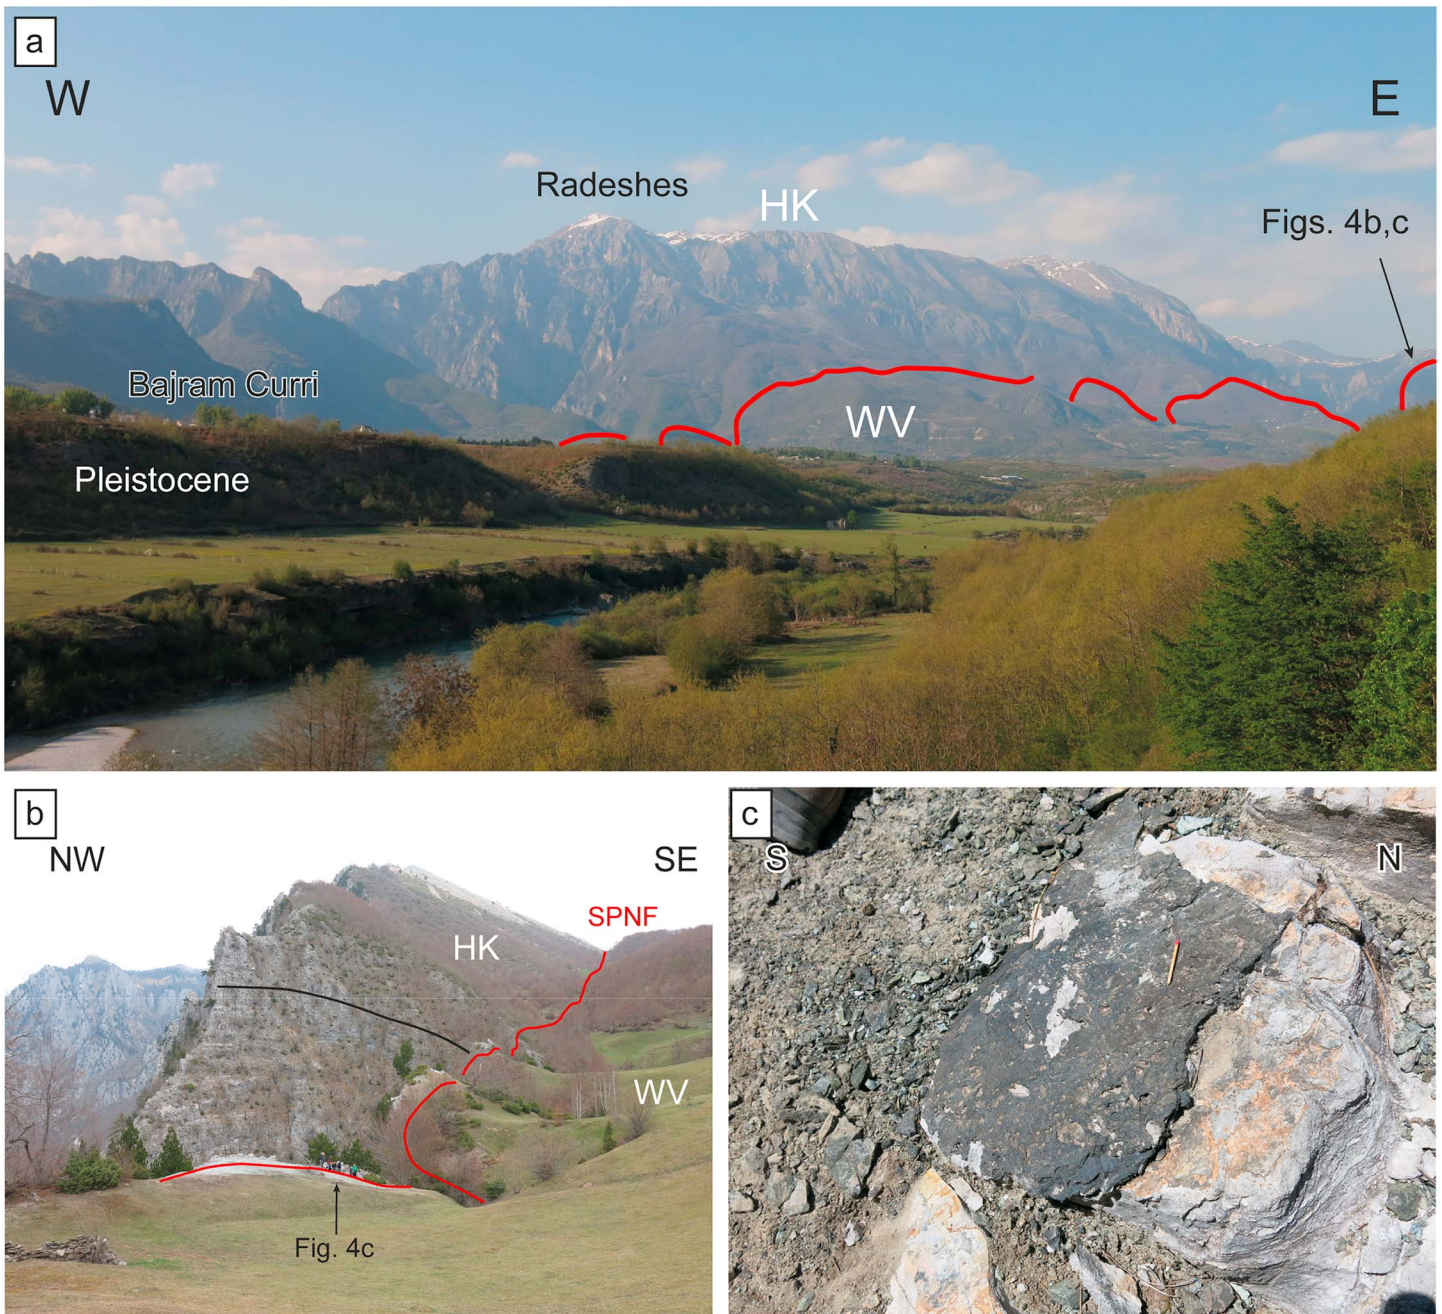 a
W
E
Radeshes
HK
Figs. 4b,c
Bajram Curri
WV
Pleistocene
b
NW
SE
SPNF
HK
WV
Fig. 4c
c
S
N